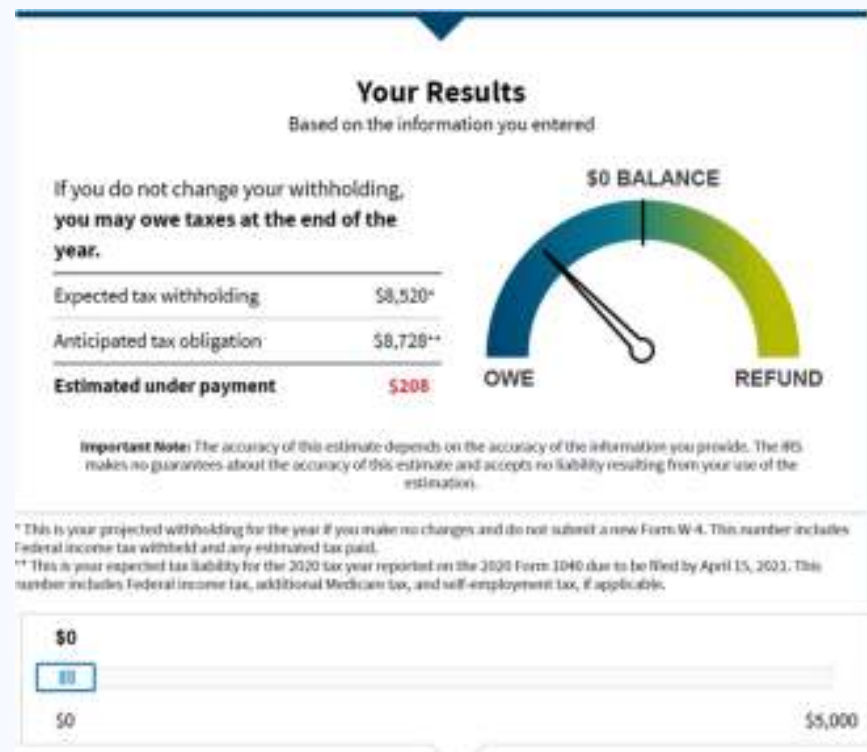 Your Results
Based on the information you entered
If you do not change your withholding,
you may owe taxes at the end of the
year.
Expected tax withholding $8,520*
Anticipated tax obligation $8,728**
Estimated under payment $208
$0 BALANCE
OWE
REFUND
Important Note: The accuracy of this estimate depends on the accuracy of the information you provide. The IRS
makes no guarantees about the accuracy of this estimate and accepts no liability resulting from your use of the
estimation.
* This is your projected withholding for the year if you make no changes and do not submit a new Form W-4. This number includes
Federal income tax withheld and any estimated tax paid.
** This is your expected tax liability for the 2020 tax year reported on the 2020 Form 1040 due to be filed by April 15, 2021. This
number includes Federal income tax, additional Medicare tax, and self-employment tax, if applicable.
$0
$0 $5,000